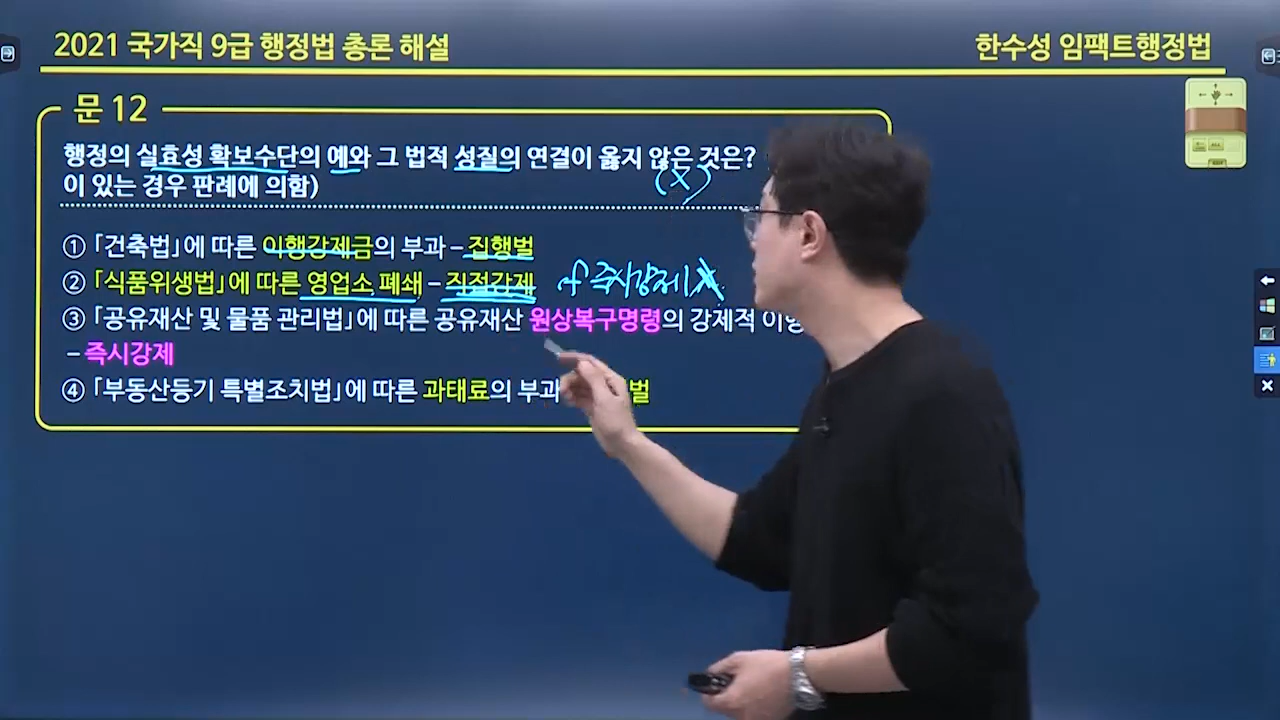 2021 국가직 9급 행정법 총론 해설
한수성 임팩트행정법
문 12
행정의 실효성 확보수단의 예와 그 법적 성질의 연결이 옳지 않은 것은?
(X)
이 있는 경우 판례에 의함)
① 「건축법」에 따른 이행강제금의 부과 – 집행벌
② 「식품위생법」에 따른 영업소 폐쇄 – 직접강제
즉시강제
③ 「공유재산 및 물품 관리법」에 따른 공유재산 원상복구명령의 강제적 이행
– 즉시강제
④ 「부동산등기 특별조치법」에 따른 과태료의 부과 벌